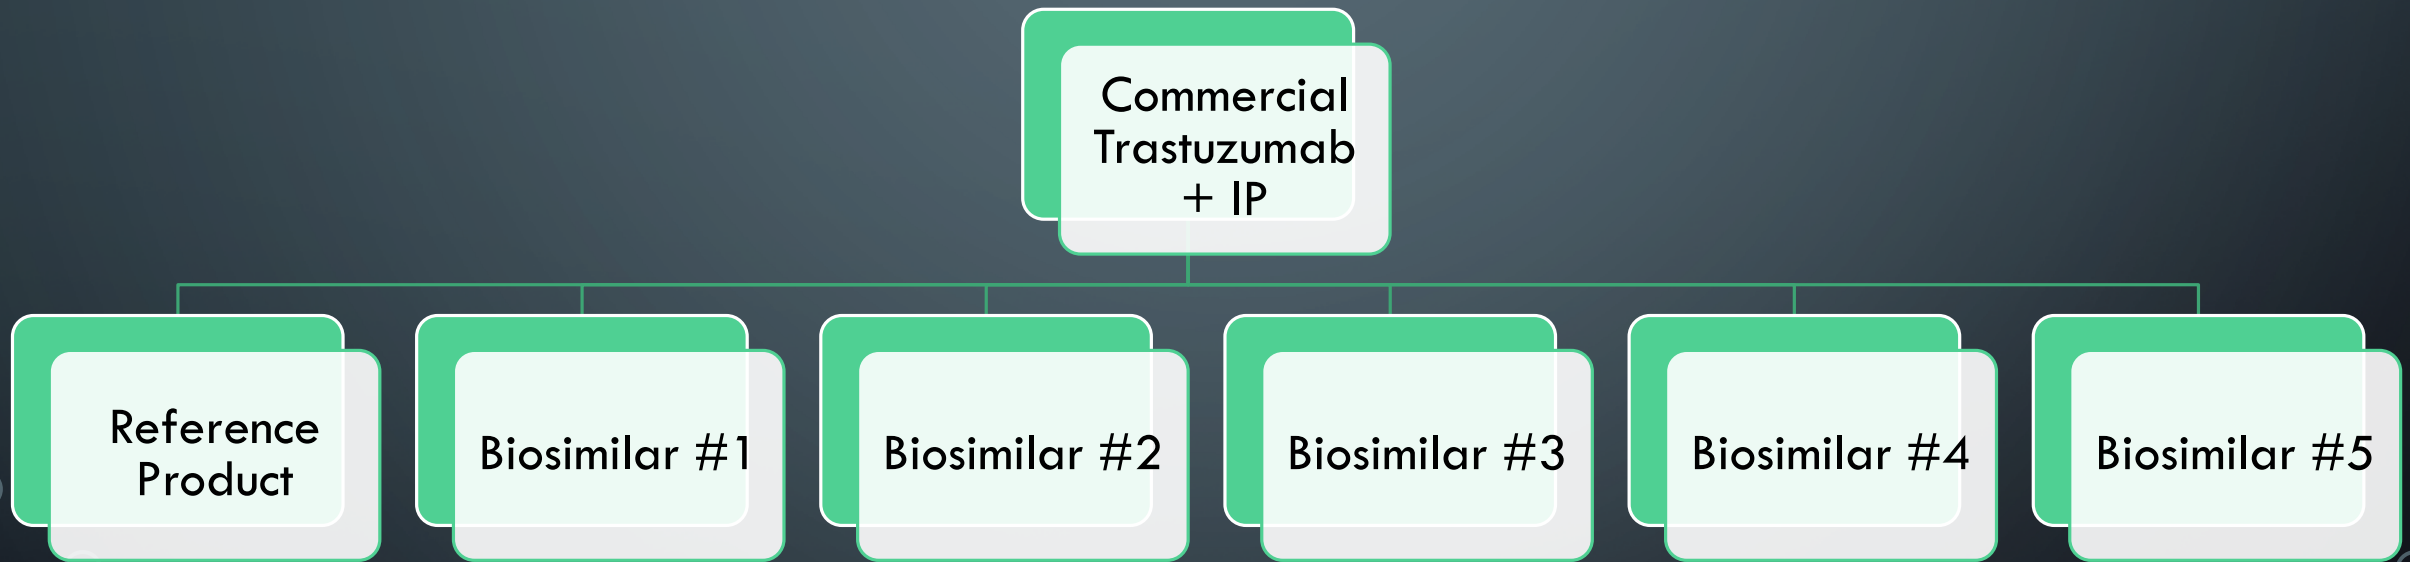 Commercial
Trastuzumab
+ IP
Reference
Product
Biosimilar #1
Biosimilar #2
Biosimilar #3
Biosimilar #4
Biosimilar #5